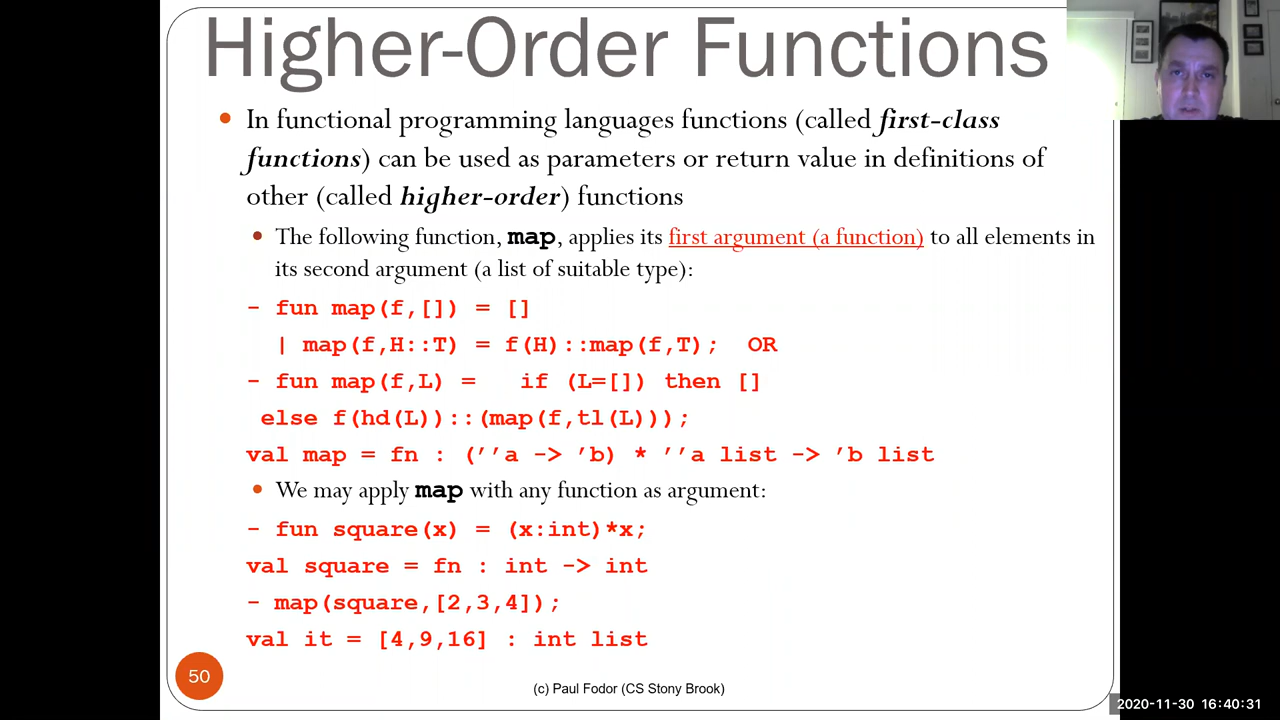 Higher-Order Functions
• In functional programming languages functions (called first-class
functions) can be used as parameters or return value in definitions of
other (called higher-order) functions
• The following function, map, applies its first argument (a function) to all elements in
its second argument (a list of suitable type):
- fun map(f,[]) = []
| map(f,H::T) = f(H)::map(f,T); OR
- fun map(f,L) = if (L=[]) then []
else f(hd(L))::(map(f,tl(L)));
val map = fn : (’’a -> ’b) * ’’a list -> ’b list
• We may apply map with any function as argument:
- fun square(x) = (x:int)*x;
val square = fn : int -> int
- map(square,[2,3,4]);
val it = [4,9,16] : int list
50
(c) Paul Fodor (CS Stony Brook)
2020-11-30 16:40:31